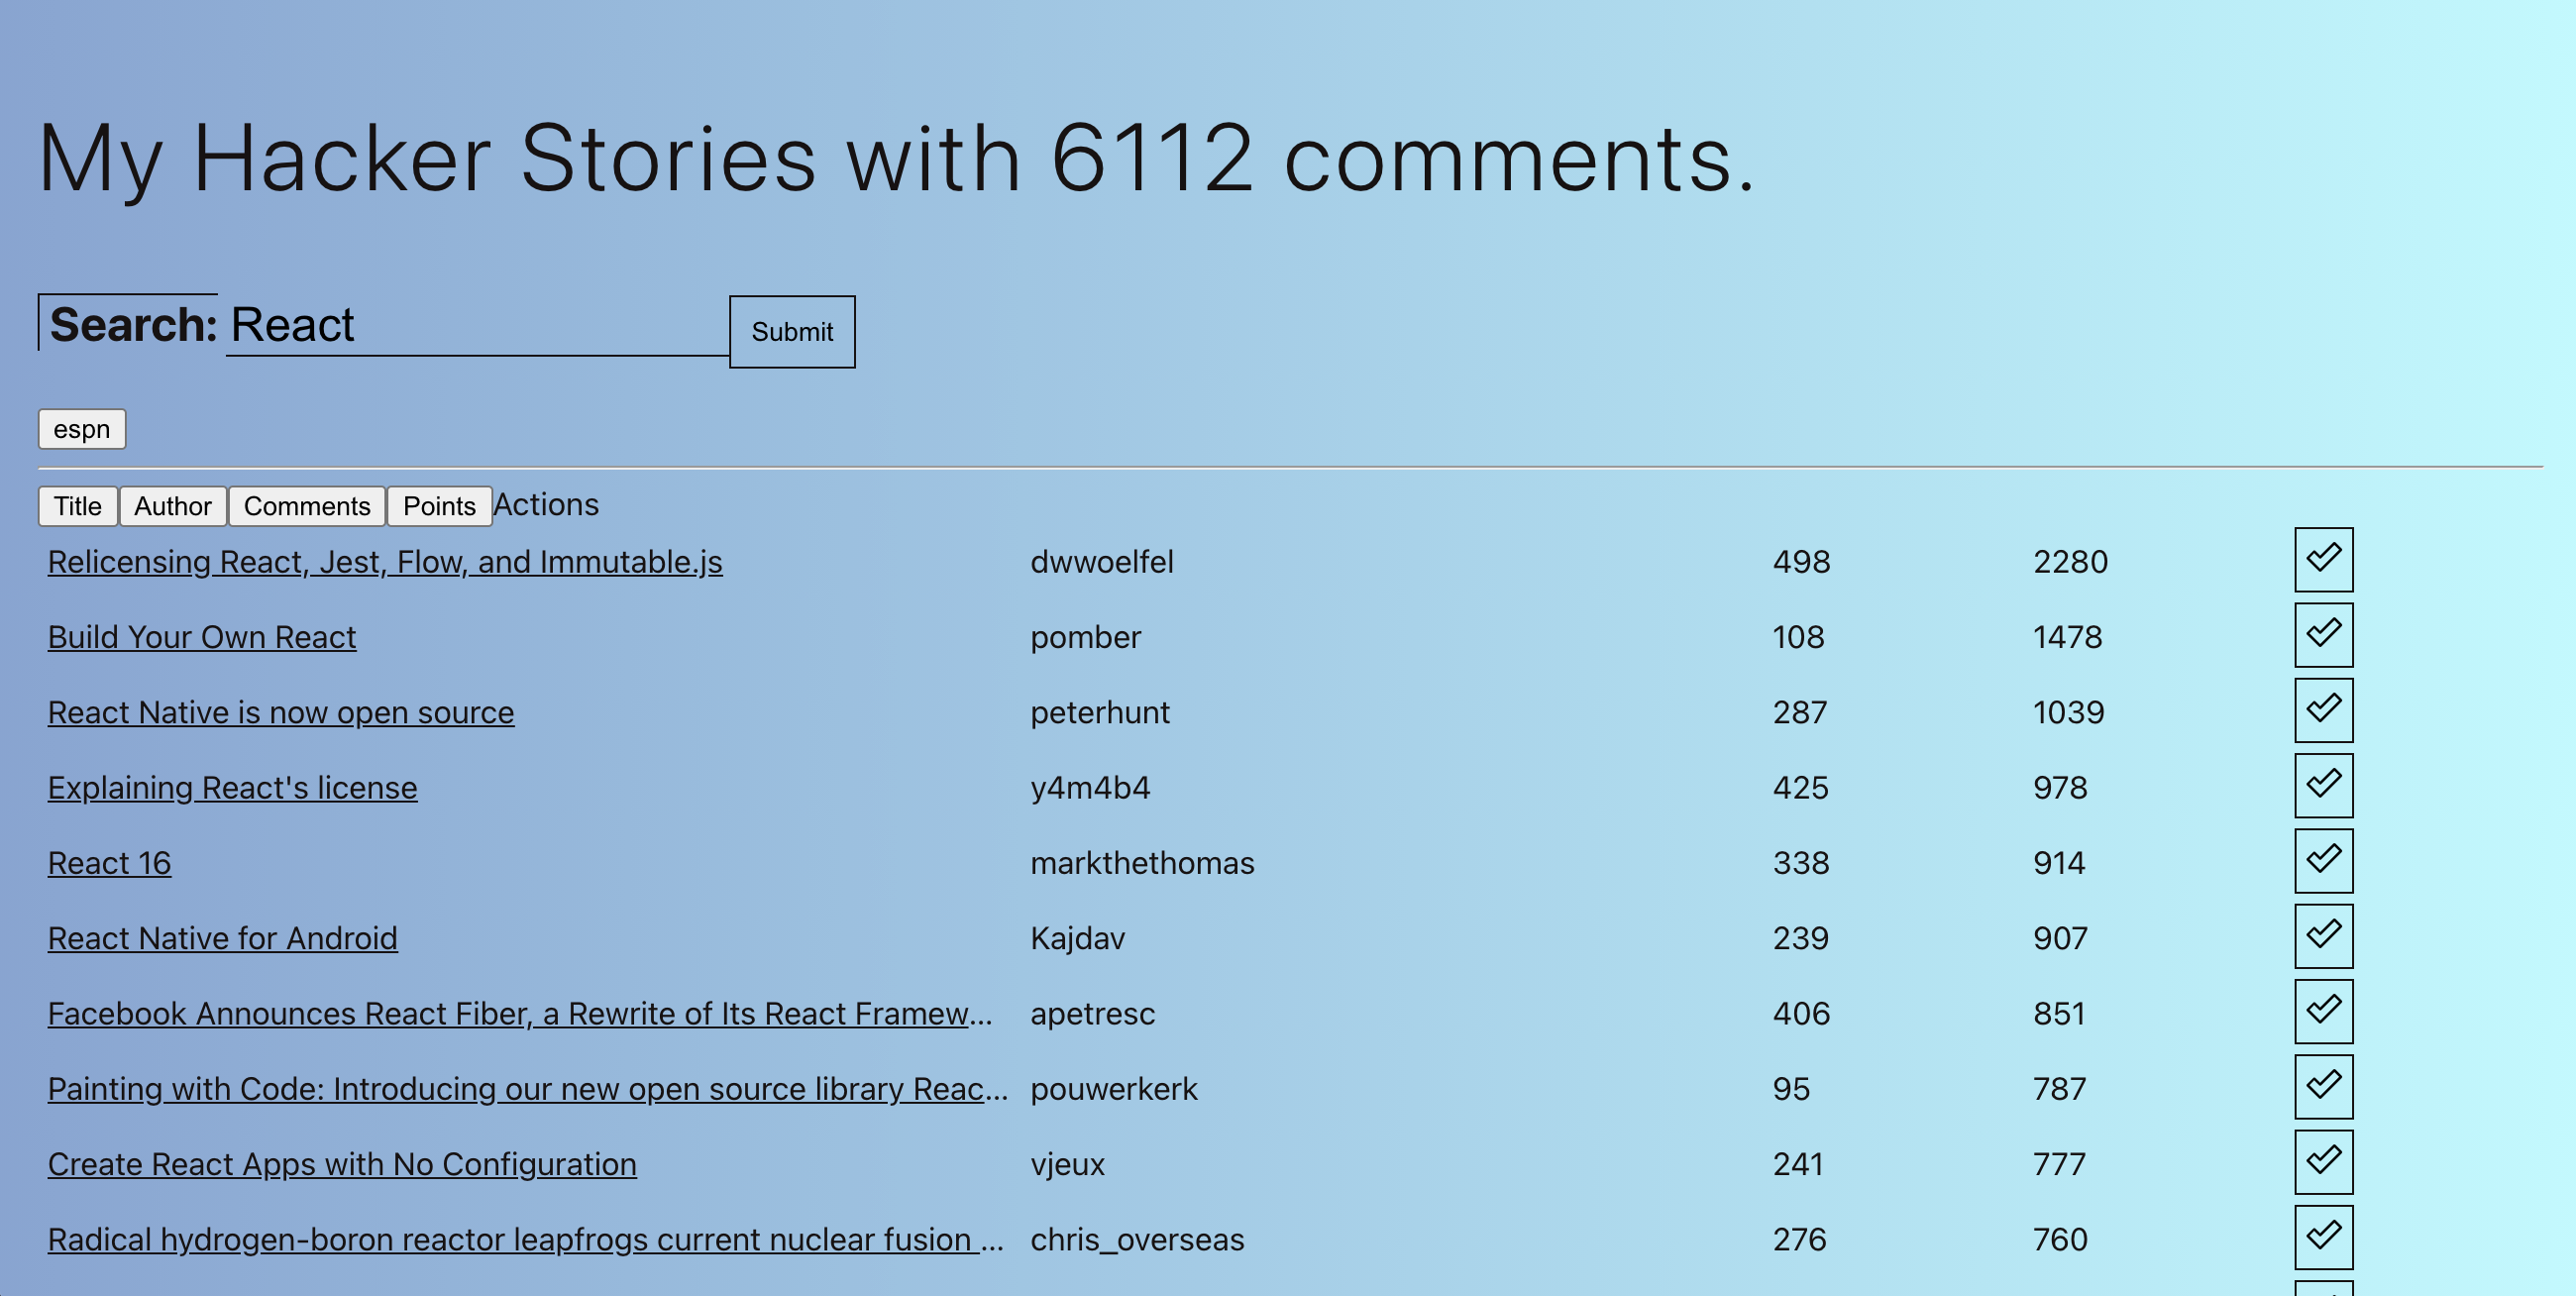 My Hacker Stories with 6112 comments.
Search: React Submit
espn
Title Author Comments Points Actions
Relicensing React, Jest, Flow, and Immutable.js dwwoelfel 498 2280
Build Your Own React pomber 108 1478
React Native is now open source peterhunt 287 1039
Explaining React's license y4m4b4 425 978
React 16 markthethomas 338 914
React Native for Android Kajdav 239 907
Facebook Announces React Fiber, a Rewrite of Its React Framew... apetresc 406 851
Painting with Code: Introducing our new open source library Reac... pouwerkerk 95 787
Create React Apps with No Configuration vjeux 241 777
Radical hydrogen-boron reactor leapfrogs current nuclear fusion ... chris_overseas 276 760